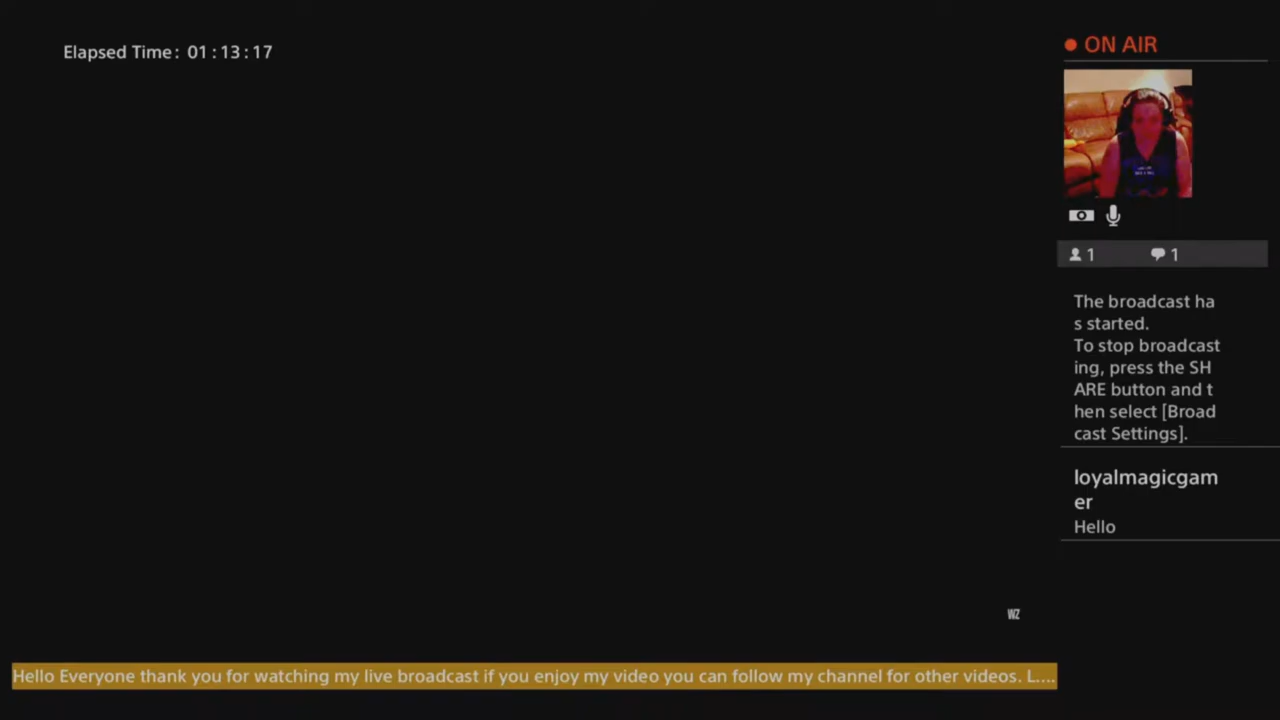 Elapsed Time: 01:13:17
ON AIR
1 1
The broadcast ha
s started.
To stop broadcast
ing, press the SH
ARE button and t
hen select [Broad
cast Settings].
loyalmagicgam
er
Hello
WZ
Hello Everyone thank you for watching my live broadcast if you enjoy my video you can follow my channel for other videos. L....